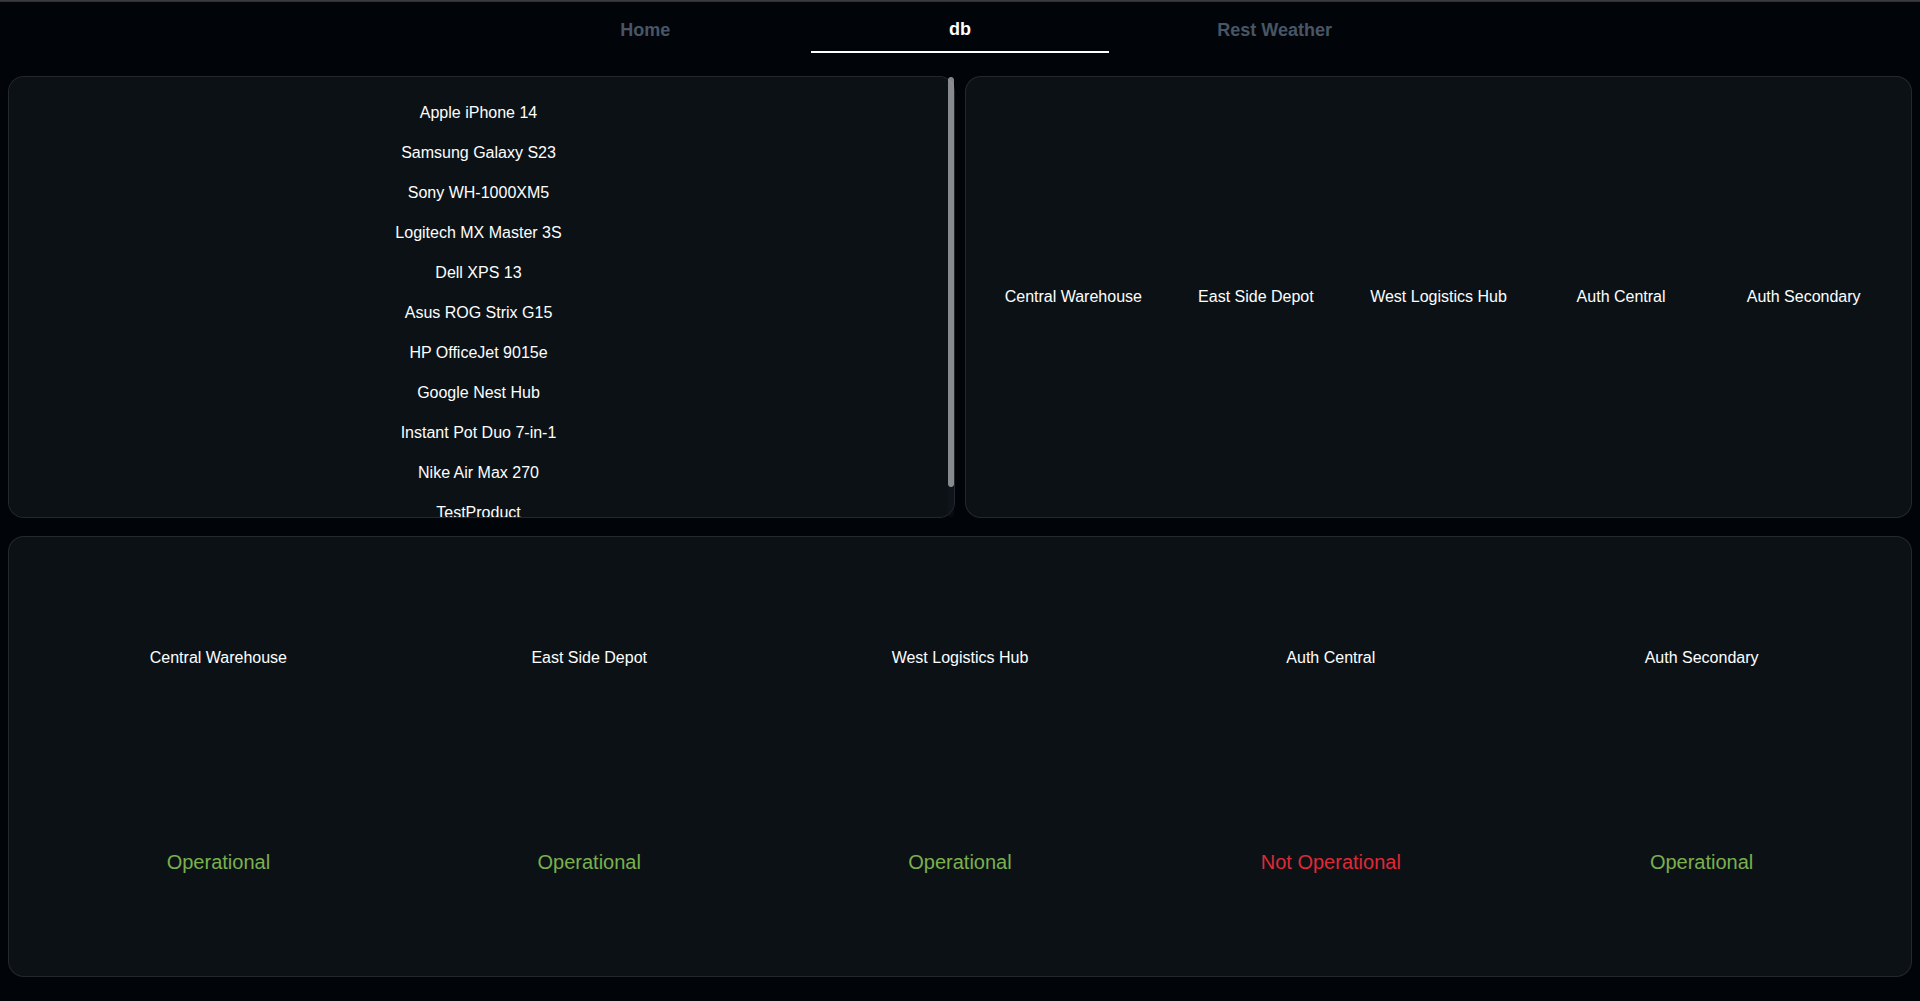 Home db Rest Weather
Apple iPhone 14
Samsung Galaxy S23
Sony WH-1000XM5
Logitech MX Master 3S
Dell XPS 13
Asus ROG Strix G15
HP OfficeJet 9015e
Google Nest Hub
Instant Pot Duo 7-in-1
Nike Air Max 270
TestProduct
Central Warehouse East Side Depot West Logistics Hub Auth Central Auth Secondary
Central Warehouse East Side Depot West Logistics Hub Auth Central Auth Secondary
Operational Operational Operational Not Operational Operational